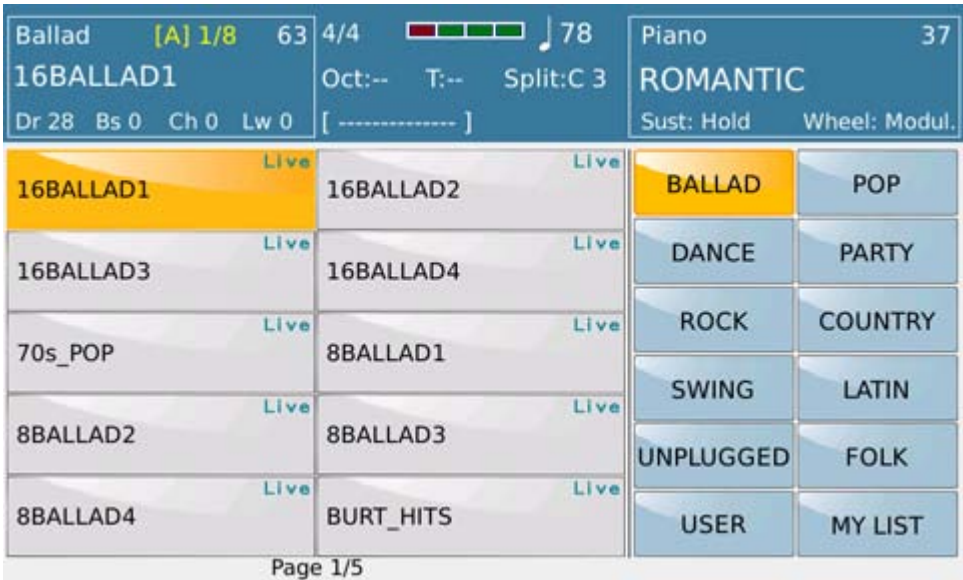 Ballad [A] 1/8 63
16BALLAD1
Dr 28 Bs 0 Ch 0 Lw 0
4/4 78
Oct:-- T:-- Split:C 3
[ -------------- ]
Piano 37
ROMANTIC
Sust: Hold Wheel: Modul.
Live
16BALLAD1
Live
16BALLAD2
Live
16BALLAD3
Live
16BALLAD4
Live
70s_POP
Live
8BALLAD1
Live
8BALLAD2
Live
8BALLAD3
Live
8BALLAD4
Live
BURT_HITS
BALLAD POP
DANCE PARTY
ROCK COUNTRY
SWING LATIN
UNPLUGGED FOLK
USER MY LIST
Page 1/5